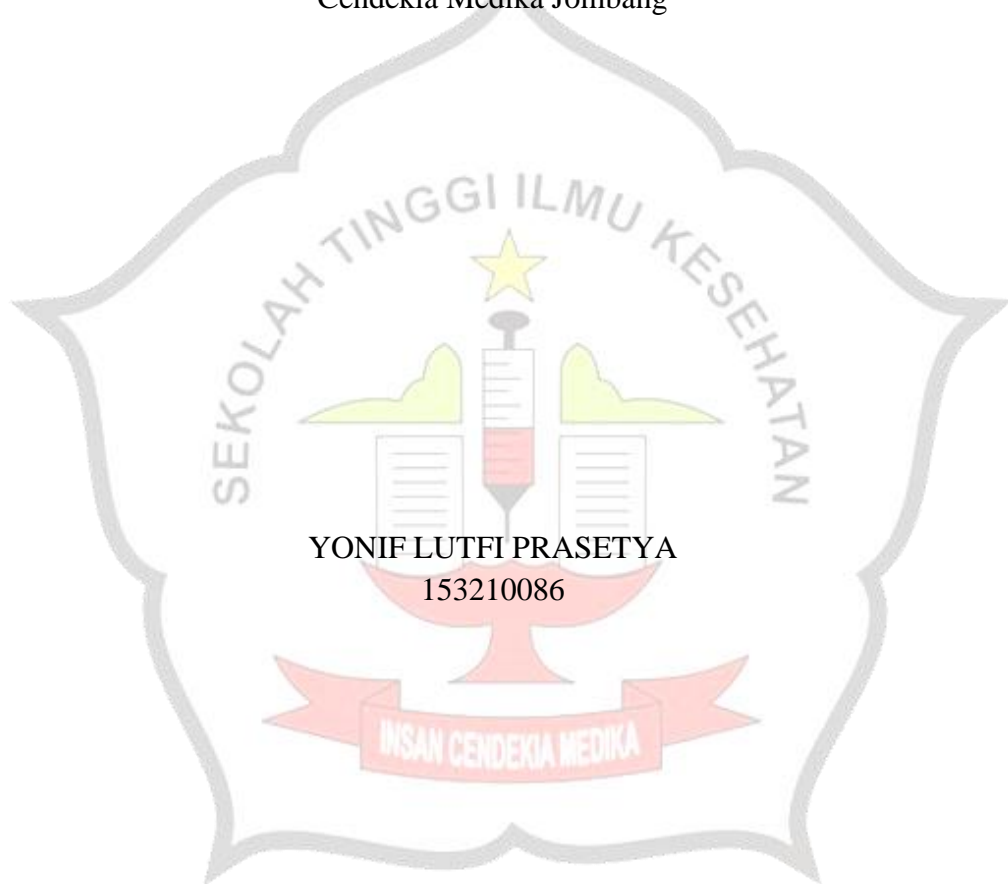 Cendekia Medika Jombang
SEKOLAH TINGGI ILMU KESEHATAN
YONIF LUTFI PRASETYA
153210086
INSAN CENDEKIA MEDIKA